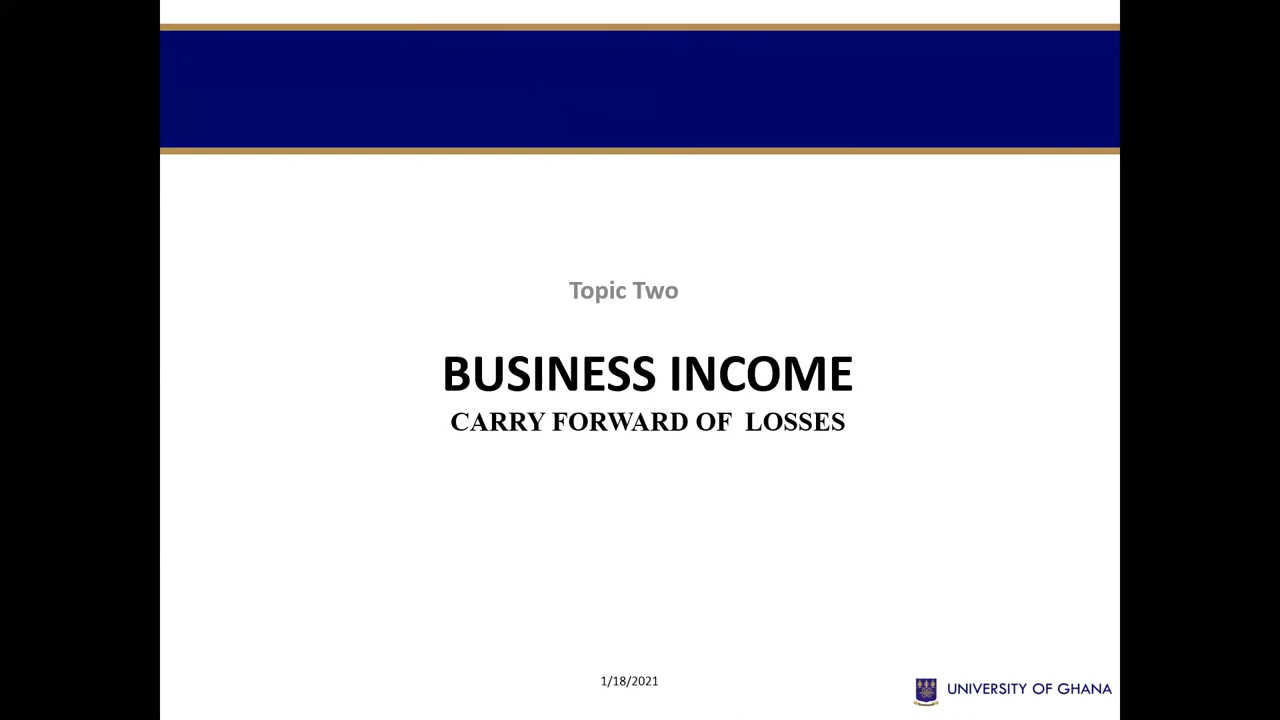 Topic Two
BUSINESS INCOME
CARRY FORWARD OF LOSSES
1/18/2021
UNIVERSITY OF GHANA